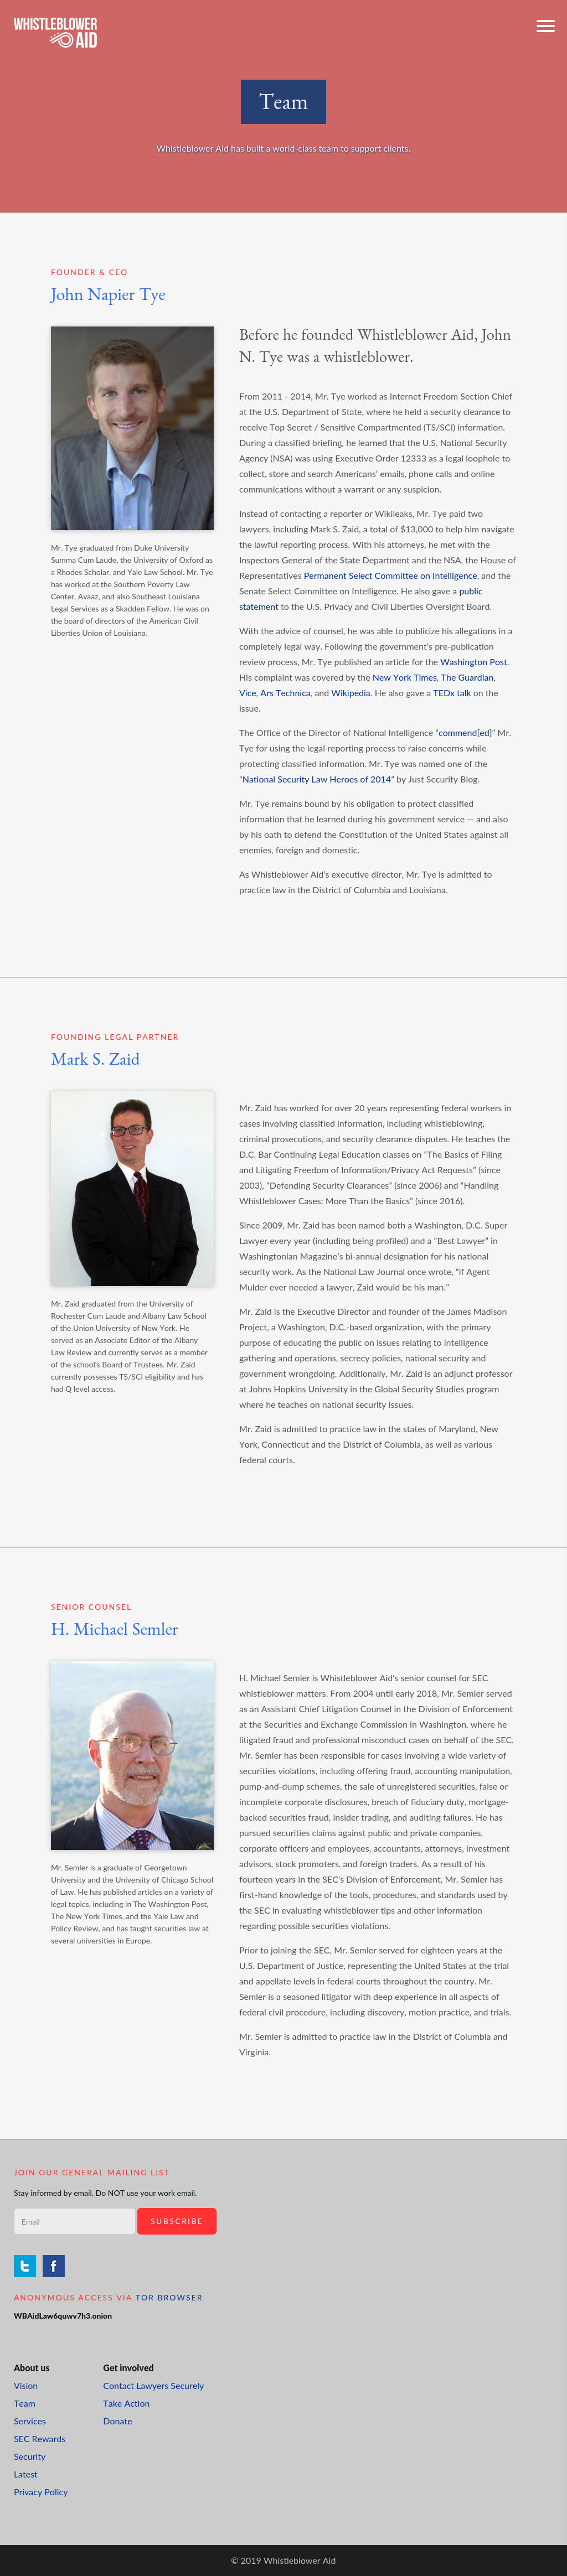 WHISTLEBLOWER
AID
Team
Whistleblower Aid has built a world-class team to support clients.
FOUNDER & CEO
John Napier Tye
Mr. Tye graduated from Duke University
Summa Cum Laude, the University of Oxford as
a Rhodes Scholar, and Yale Law School. Mr. Tye
has worked at the Southern Poverty Law
Center, Avaaz, and also Southeast Louisiana
Legal Services as a Skadden Fellow. He was on
the board of directors of the American Civil
Liberties Union of Louisiana.
Before he founded Whistleblower Aid, John
N. Tye was a whistleblower.
From 2011 - 2014, Mr. Tye worked as Internet Freedom Section Chief
at the U.S. Department of State, where he held a security clearance to
receive Top Secret / Sensitive Compartmented (TS/SCI) information.
During a classified briefing, he learned that the U.S. National Security
Agency (NSA) was using Executive Order 12333 as a legal loophole to
collect, store and search Americans' emails, phone calls and online
communications without a warrant or any suspicion.
Instead of contacting a reporter or Wikileaks, Mr. Tye paid two
lawyers, including Mark S. Zaid, a total of $13,000 to help him navigate
the lawful reporting process. With his attorneys, he met with the
Inspectors General of the State Department and the NSA, the House of
Representatives Permanent Select Committee on Intelligence, and the
Senate Select Committee on Intelligence. He also gave a public
statement to the U.S. Privacy and Civil Liberties Oversight Board.
With the advice of counsel, he was able to publicize his allegations in a
completely legal way. Following the government's pre-publication
review process, Mr. Tye published an article for the Washington Post.
His complaint was covered by the New York Times, The Guardian,
Vice, Ars Technica, and Wikipedia. He also gave a TEDx talk on the
issue.
The Office of the Director of National Intelligence "commend[ed]" Mr.
Tye for using the legal reporting process to raise concerns while
protecting classified information. Mr. Tye was named one of the
"National Security Law Heroes of 2014" by Just Security Blog.
Mr. Tye remains bound by his obligation to protect classified
information that he learned during his government service — and also
by his oath to defend the Constitution of the United States against all
enemies, foreign and domestic.
As Whistleblower Aid's executive director, Mr. Tye is admitted to
practice law in the District of Columbia and Louisiana.
FOUNDING LEGAL PARTNER
Mark S. Zaid
Mr. Zaid graduated from the University of
Rochester Cum Laude and Albany Law School
of the Union University of New York. He
served as an Associate Editor of the Albany
Law Review and currently serves as a member
of the school's Board of Trustees. Mr. Zaid
currently possesses TS/SCI eligibility and has
had Q level access.
Mr. Zaid has worked for over 20 years representing federal workers in
cases involving classified information, including whistleblowing,
criminal prosecutions, and security clearance disputes. He teaches the
D.C. Bar Continuing Legal Education classes on "The Basics of Filing
and Litigating Freedom of Information/Privacy Act Requests" (since
2003), "Defending Security Clearances" (since 2006) and "Handling
Whistleblower Cases: More Than the Basics" (since 2016).
Since 2009, Mr. Zaid has been named both a Washington, D.C. Super
Lawyer every year (including being profiled) and a "Best Lawyer" in
Washingtonian Magazine's bi-annual designation for his national
security work. As the National Law Journal once wrote, "if Agent
Mulder ever needed a lawyer, Zaid would be his man."
Mr. Zaid is the Executive Director and founder of the James Madison
Project, a Washington, D.C.-based organization, with the primary
purpose of educating the public on issues relating to intelligence
gathering and operations, secrecy policies, national security and
government wrongdoing. Additionally, Mr. Zaid is an adjunct professor
at Johns Hopkins University in the Global Security Studies program
where he teaches on national security issues.
Mr. Zaid is admitted to practice law in the states of Maryland, New
York, Connecticut and the District of Columbia, as well as various
federal courts.
SENIOR COUNSEL
H. Michael Semler
Mr. Semler is a graduate of Georgetown
University and the University of Chicago School
of Law. He has published articles on a variety of
legal topics, including in The Washington Post,
The New York Times, and the Yale Law and
Policy Review, and has taught securities law at
several universities in Europe.
H. Michael Semler is Whistleblower Aid's senior counsel for SEC
whistleblower matters. From 2004 until early 2018, Mr. Semler served
as an Assistant Chief Litigation Counsel in the Division of Enforcement
at the Securities and Exchange Commission in Washington, where he
litigated fraud and professional misconduct cases on behalf of the SEC.
Mr. Semler has been responsible for cases involving a wide variety of
securities violations, including offering fraud, accounting manipulation,
pump-and-dump schemes, the sale of unregistered securities, false or
incomplete corporate disclosures, breach of fiduciary duty, mortgage-
backed securities fraud, insider trading, and auditing failures. He has
pursued securities claims against public and private companies,
corporate officers and employees, accountants, attorneys, investment
advisors, stock promoters, and foreign traders. As a result of his
fourteen years in the SEC's Division of Enforcement, Mr. Semler has
first-hand knowledge of the tools, procedures, and standards used by
the SEC in evaluating whistleblower tips and other information
regarding possible securities violations.
Prior to joining the SEC, Mr. Semler served for eighteen years at the
U.S. Department of Justice, representing the United States at the trial
and appellate levels in federal courts throughout the country. Mr.
Semler is a seasoned litigator with deep experience in all aspects of
federal civil procedure, including discovery, motion practice, and trials.
Mr. Semler is admitted to practice law in the District of Columbia and
Virginia.
JOIN OUR GENERAL MAILING LIST
Stay informed by email. Do NOT use your work email.
Email
SUBSCRIBE
ANONYMOUS ACCESS VIA TOR BROWSER
WBAidLaw6quwv7h3.onion
About us
Vision
Team
Services
SEC Rewards
Security
Latest
Privacy Policy
Get involved
Contact Lawyers Securely
Take Action
Donate
© 2019 Whistleblower Aid